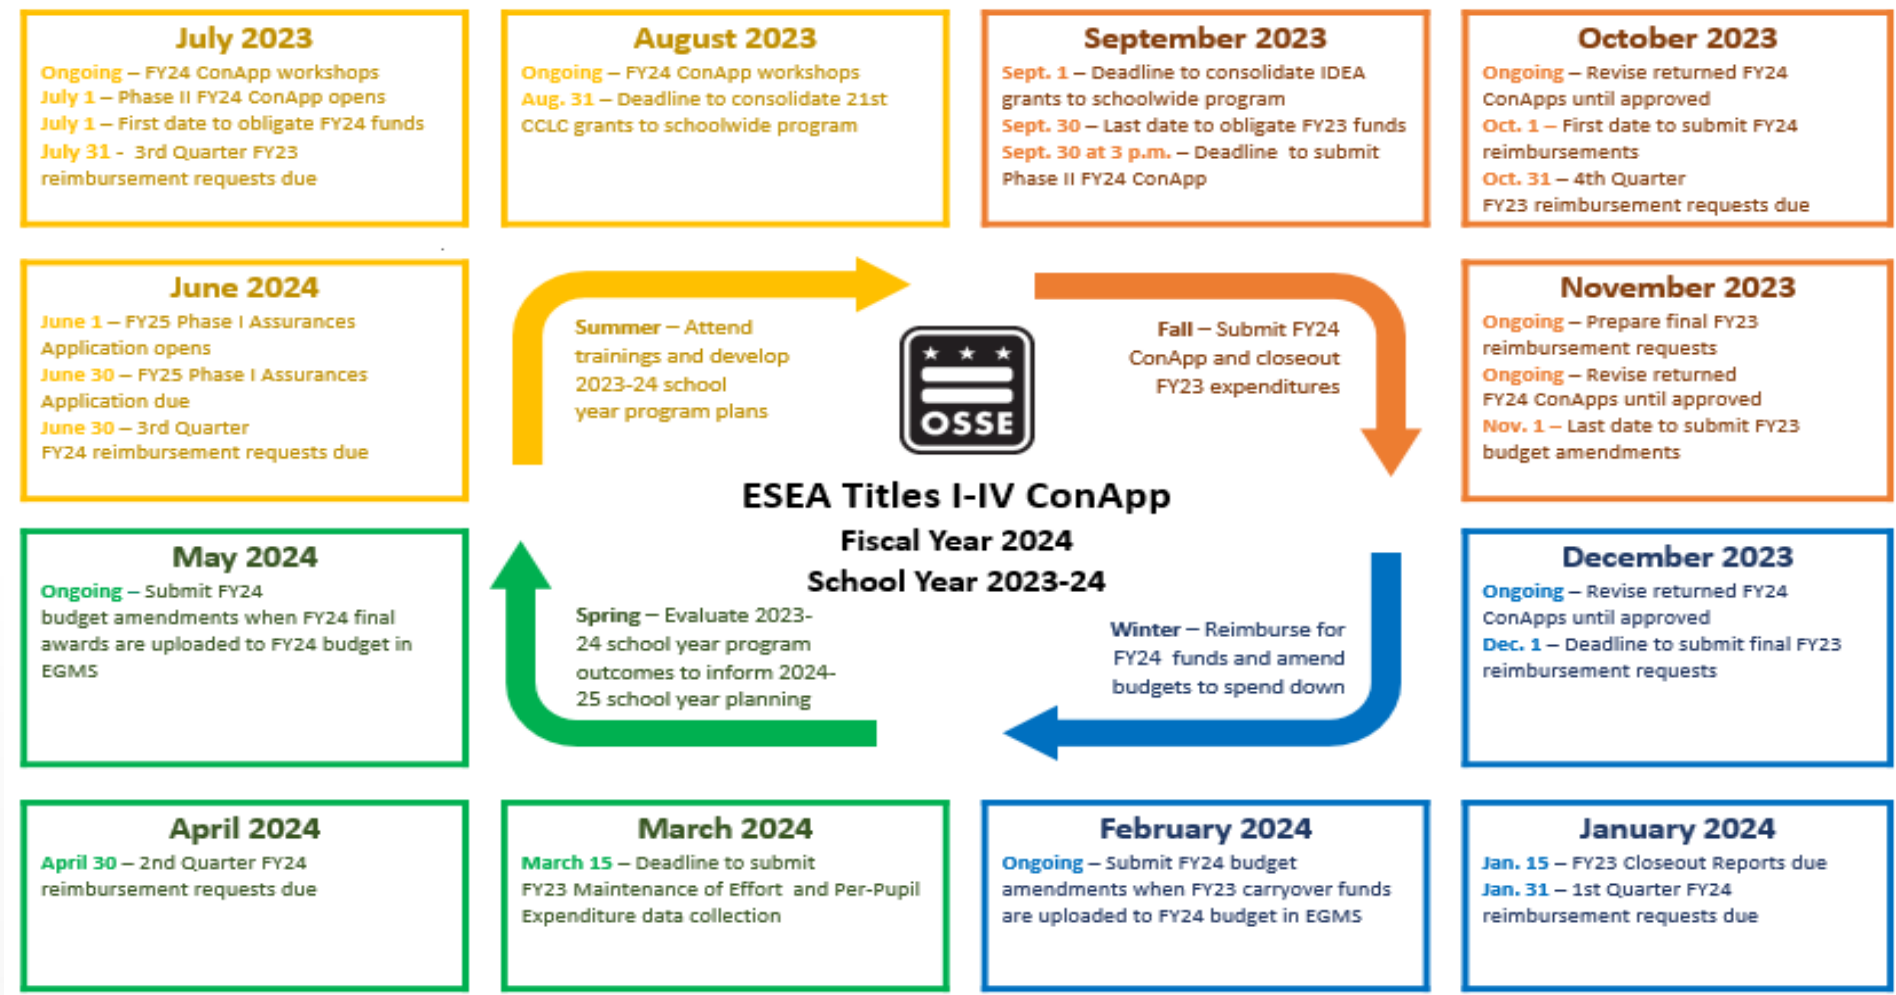 July 2023
Ongoing – FY24 ConApp workshops
July 1 – Phase II FY24 ConApp opens
July 1 – First date to obligate FY24 funds
July 31 - 3rd Quarter FY23
reimbursement requests due
August 2023
Ongoing – FY24 ConApp workshops
Aug. 31 – Deadline to consolidate 21st
CCLC grants to schoolwide program
September 2023
Sept. 1 – Deadline to consolidate IDEA
grants to schoolwide program
Sept. 30 – Last date to obligate FY23 funds
Sept. 30 at 3 p.m. – Deadline to submit
Phase II FY24 ConApp
October 2023
Ongoing – Revise returned FY24
ConApps until approved
Oct. 1 – First date to submit FY24
reimbursements
Oct. 31 – 4th Quarter
FY23 reimbursement requests due
June 2024
June 1 – FY25 Phase I Assurances
Application opens
June 30 – FY25 Phase I Assurances
Application due
June 30 – 3rd Quarter
FY24 reimbursement requests due
Summer – Attend
trainings and develop
2023-24 school
year program plans
OSSE
Fall – Submit FY24
ConApp and closeout
FY23 expenditures
November 2023
Ongoing – Prepare final FY23
reimbursement requests
Ongoing – Revise returned
FY24 ConApps until approved
Nov. 1 – Last date to submit FY23
budget amendments
ESEA Titles I-IV ConApp
Fiscal Year 2024
School Year 2023-24
May 2024
Ongoing – Submit FY24
budget amendments when FY24 final
awards are uploaded to FY24 budget in
EGMS
Spring – Evaluate 2023-
24 school year program
outcomes to inform 2024-
25 school year planning
Winter – Reimburse for
FY24 funds and amend
budgets to spend down
December 2023
Ongoing – Revise returned FY24
ConApps until approved
Dec. 1 – Deadline to submit final FY23
reimbursement requests
April 2024
April 30 – 2nd Quarter FY24
reimbursement requests due
March 2024
March 15 – Deadline to submit
FY23 Maintenance of Effort and Per-Pupil
Expenditure data collection
February 2024
Ongoing – Submit FY24 budget
amendments when FY23 carryover funds
are uploaded to FY24 budget in EGMS
January 2024
Jan. 15 – FY23 Closeout Reports due
Jan. 31 – 1st Quarter FY24
reimbursement requests due